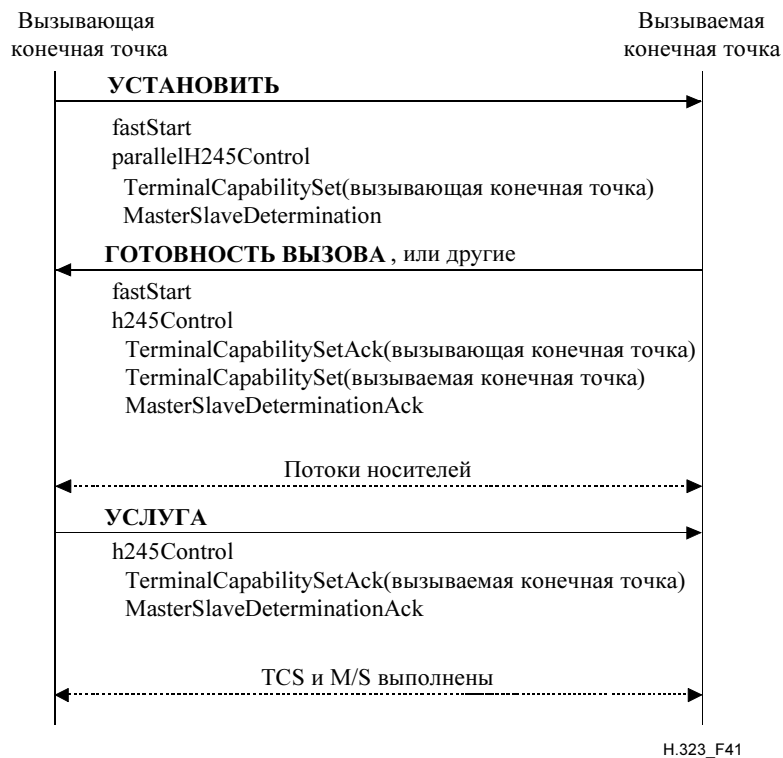 Вызывающая
конечная точка
Вызываемая
конечная точка
УСТАНОВИТЬ
fastStart
parallelH245Control
TerminalCapabilitySet(вызывающая конечная точка)
MasterSlaveDetermination
ГОТОВНОСТЬ ВЫЗОВА , или другие
fastStart
h245Control
TerminalCapabilitySetAck(вызывающая конечная точка)
TerminalCapabilitySet(вызываемая конечная точка)
MasterSlaveDeterminationAck
Потоки носителей
УСЛУГА
h245Control
TerminalCapabilitySetAck(вызываемая конечная точка)
MasterSlaveDeterminationAck
TCS и M/S выполнены
H.323_F41